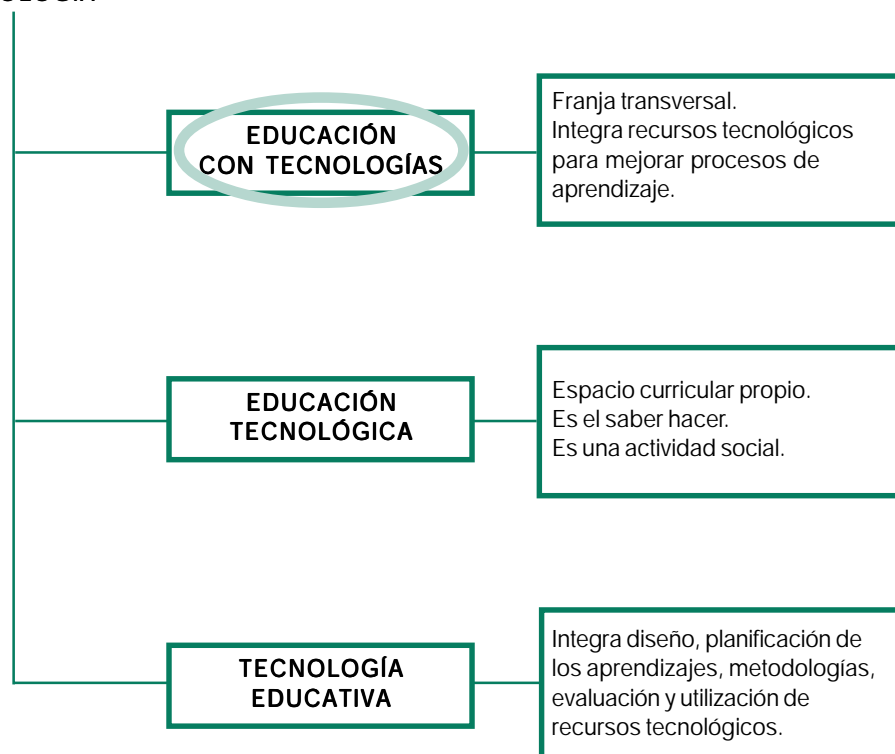 EDUCACIÓN
CON TECNOLOGÍAS
Franja transversal.
Integra recursos tecnológicos
para mejorar procesos de
aprendizaje.
EDUCACIÓN
TECNOLÓGICA
Espacio curricular propio.
Es el saber hacer.
Es una actividad social.
TECNOLOGÍA
EDUCATIVA
Integra diseño, planificación de
los aprendizajes, metodologías,
evaluación y utilización de
recursos tecnológicos.